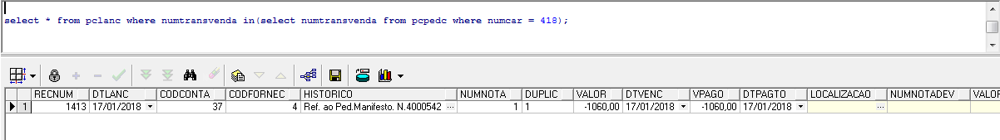 select * from pclanc where numtransvenda in(select numtransvenda from pcpedc where numcar = 418);
RECNUM DTLANC CODCONTA CODFORNEC HISTORICO NUMNOTA DUPLIC VALOR DTVENC VPAGO DTPAGTO LOCALIZACAO NUMNOTADEV VALOR
1 1413 17/01/2018 37 4 Ref. ao Ped.Manifesto. N.4000542 ... 1 1 -1060,00 17/01/2018 -1060,00 17/01/2018 ...